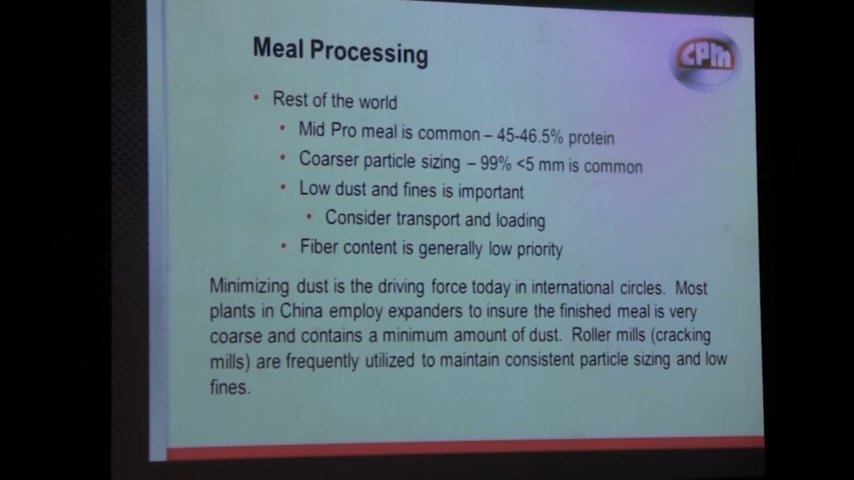 Meal Processing
CPM
• Rest of the world
• Mid Pro meal is common – 45-46.5% protein
• Coarser particle sizing – 99% <5 mm is common
• Low dust and fines is important
• Consider transport and loading
• Fiber content is generally low priority
Minimizing dust is the driving force today in international circles. Most
plants in China employ expanders to insure the finished meal is very
coarse and contains a minimum amount of dust. Roller mills (cracking
mills) are frequently utilized to maintain consistent particle sizing and low
fines.